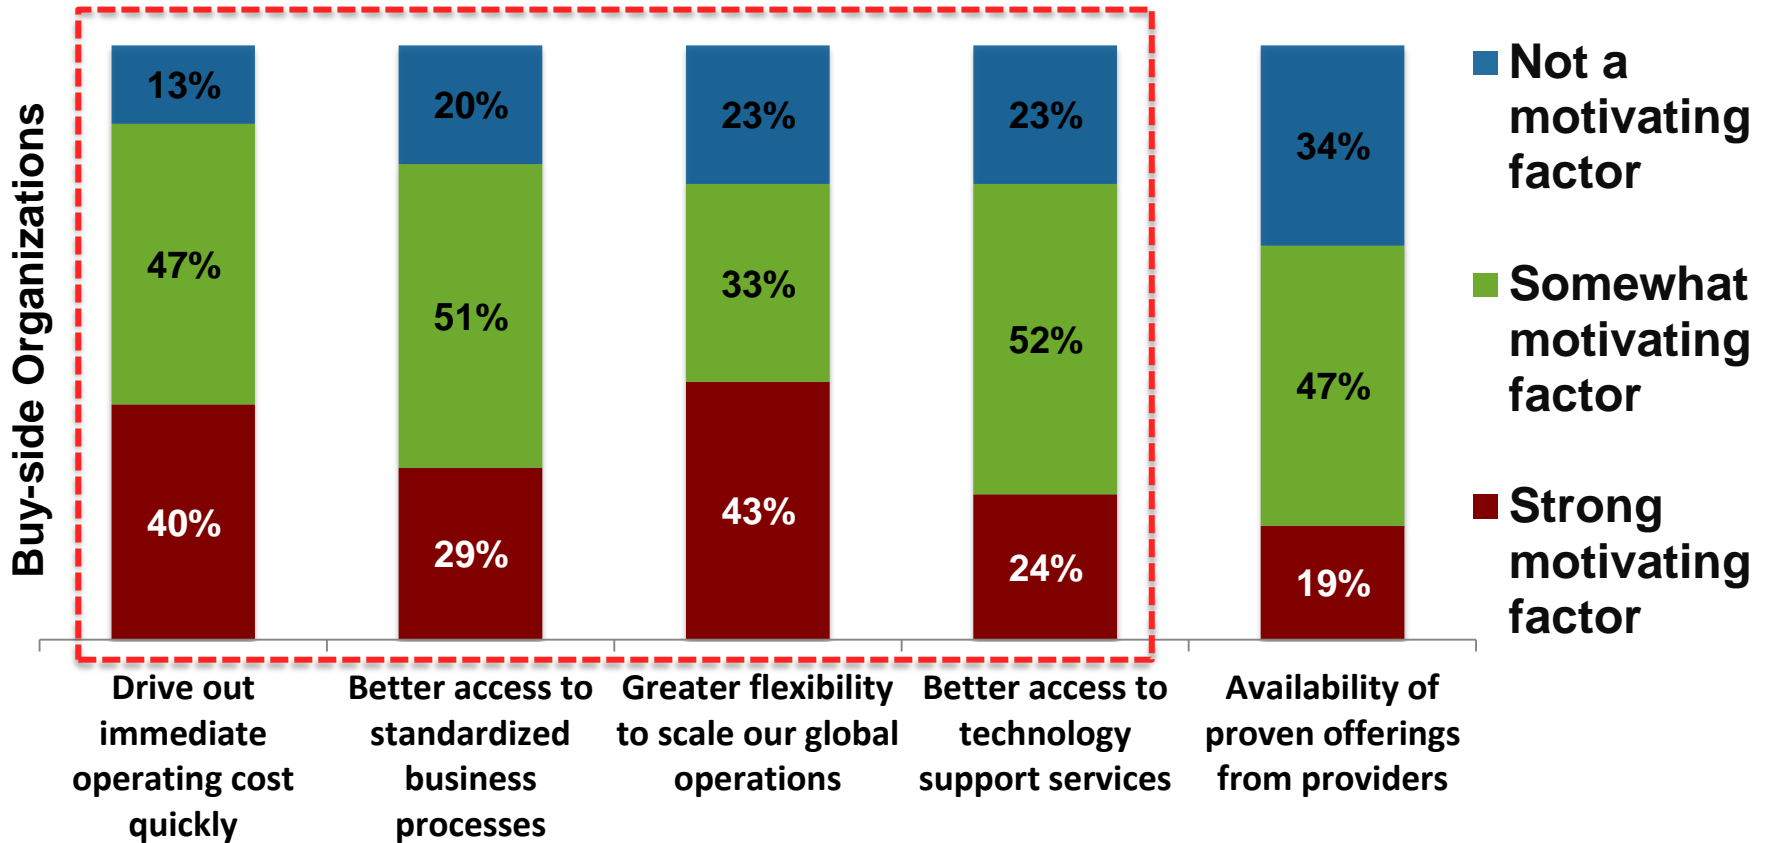 Buy-side Organizations
13%
47%
40%
20%
51%
29%
23%
33%
43%
23%
52%
24%
34%
47%
19%
Not a
motivating
factor
Somewhat
motivating
factor
Strong
motivating
factor
Drive out
immediate
operating cost
quickly
Better access to
standardized
business
processes
Greater flexibility
to scale our global
operations
Better access to
technology
support services
Availability of
proven offerings
from providers